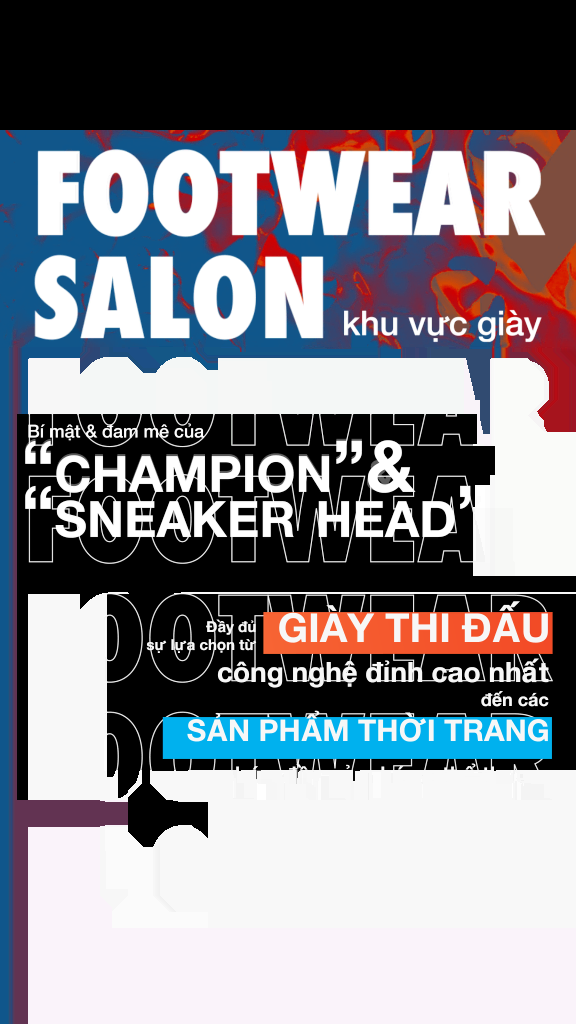 FOOTWEAR
SALON
khu vực giày
Bí mật & đam mê của
“CHAMPION”&
“SNEAKER HEAD”
Đầy đủ
sự lựa chọn từ
GIÀY THI ĐẤU
công nghệ đỉnh cao nhất
đến các
SẢN PHẨM THỜI TRANG